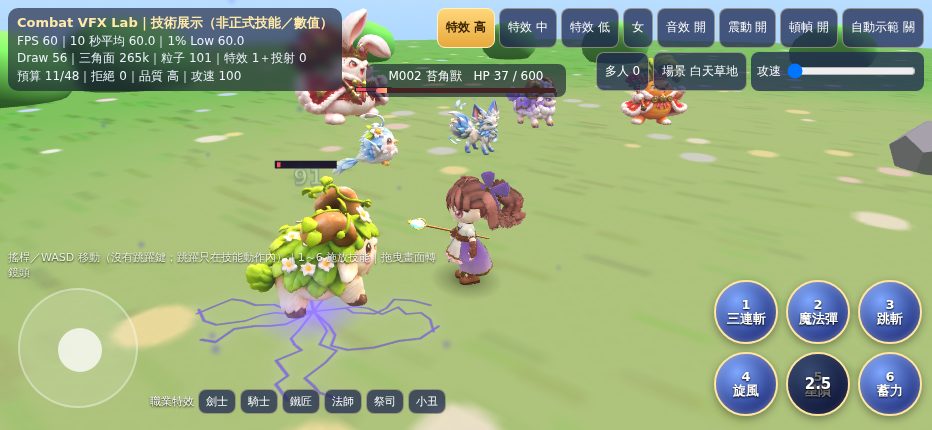 Combat VFX Lab｜技術展示（非正式技能／數值）
FPS 60｜10 秒平均 60.0｜1% Low 60.0
Draw 56｜三角面 265k｜粒子 101｜特效 1＋投射 0
預算 11/48｜拒絕 0｜品質 高｜攻速 100
特效 高
特效 中
特效 低
女
音效 開
震動 開
頓幀 開
自動示範 關
多人 0
場景 白天草地
攻速
M002 苔角獸 HP 37 / 600
91
搖桿／WASD 移動（沒有跳躍鍵；跳躍只在技能動作內）｜1～6 施放技能｜拖曳畫面轉
鏡頭
1
三連斬
2
魔法彈
3
跳斬
4
旋風
2.5
6
蓄力
職業特效
劍士
騎士
鐵匠
法師
祭司
小丑